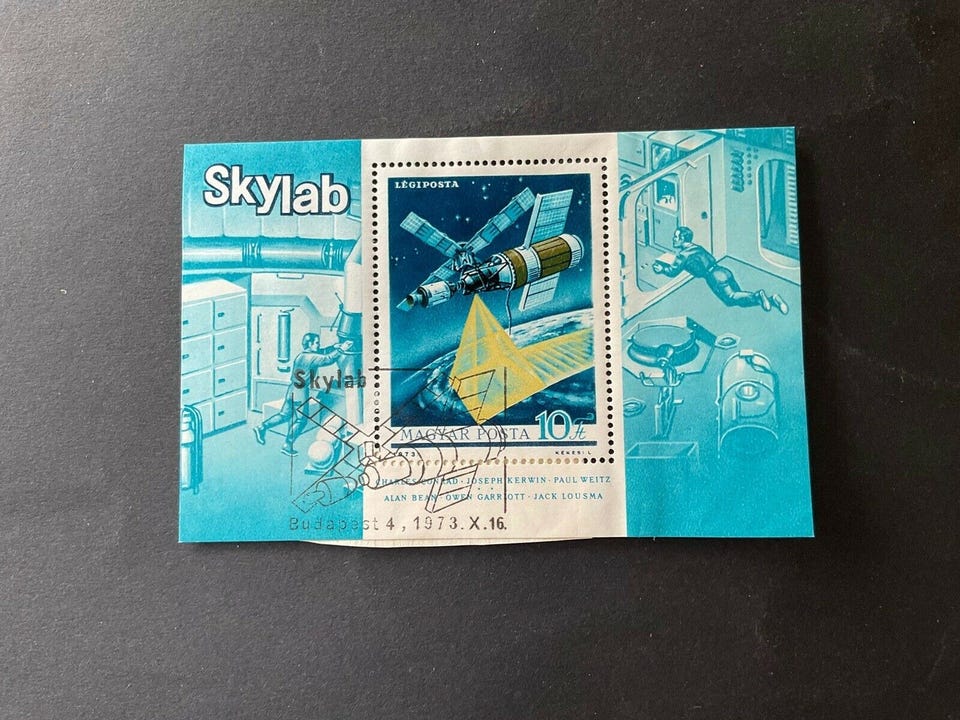 Skylab
LÉGIPOSTA
MAGYAR POSTA 10Ft
1973
KÉKESI L
CHARLES CONRAD · JOSEPH KERWIN · PAUL WEITZ
ALAN BEAN · OWEN GARRIOTT · JACK LOUSMA
Skylab
Budapest 4, 1973.X.16.